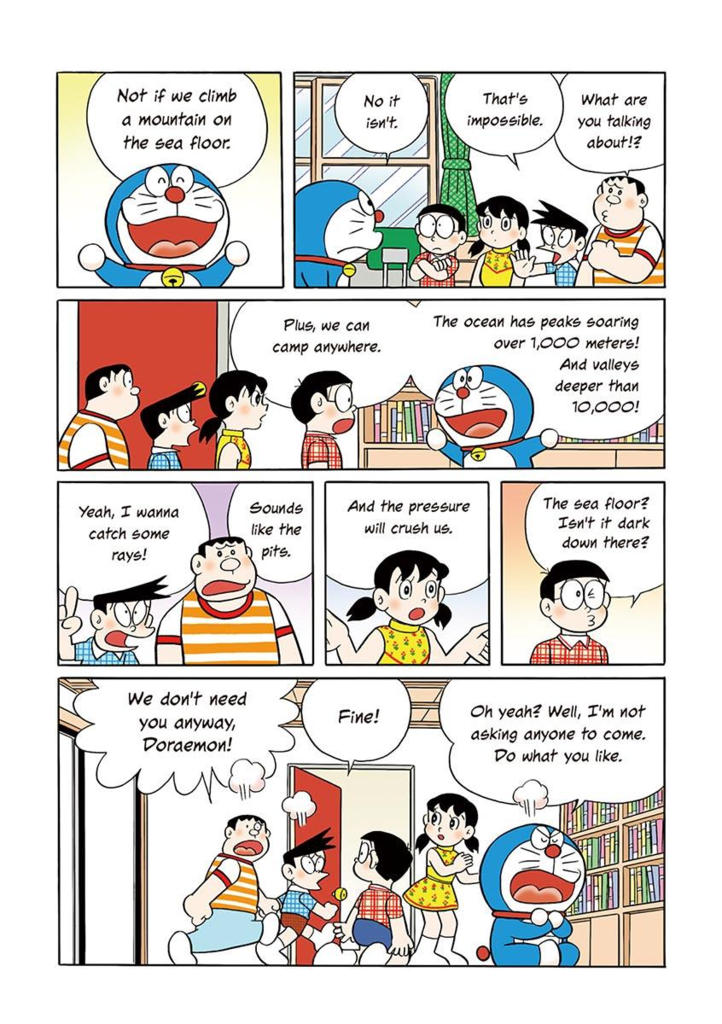 What are
you talking
about!?
That's
impossible.
No it
isn't.
Not if we climb
a mountain on
the sea floor.
The ocean has peaks soaring
over 1,000 meters!
And valleys
deeper than
10,000!
Plus, we can
camp anywhere.
The sea floor?
Isn't it dark
down there?
And the pressure
will crush us.
Sounds
like the
pits.
Yeah, I wanna
catch some
rays!
Oh yeah? Well, I'm not
asking anyone to come.
Do what you like.
Fine!
We don't need
you anyway,
Doraemon!